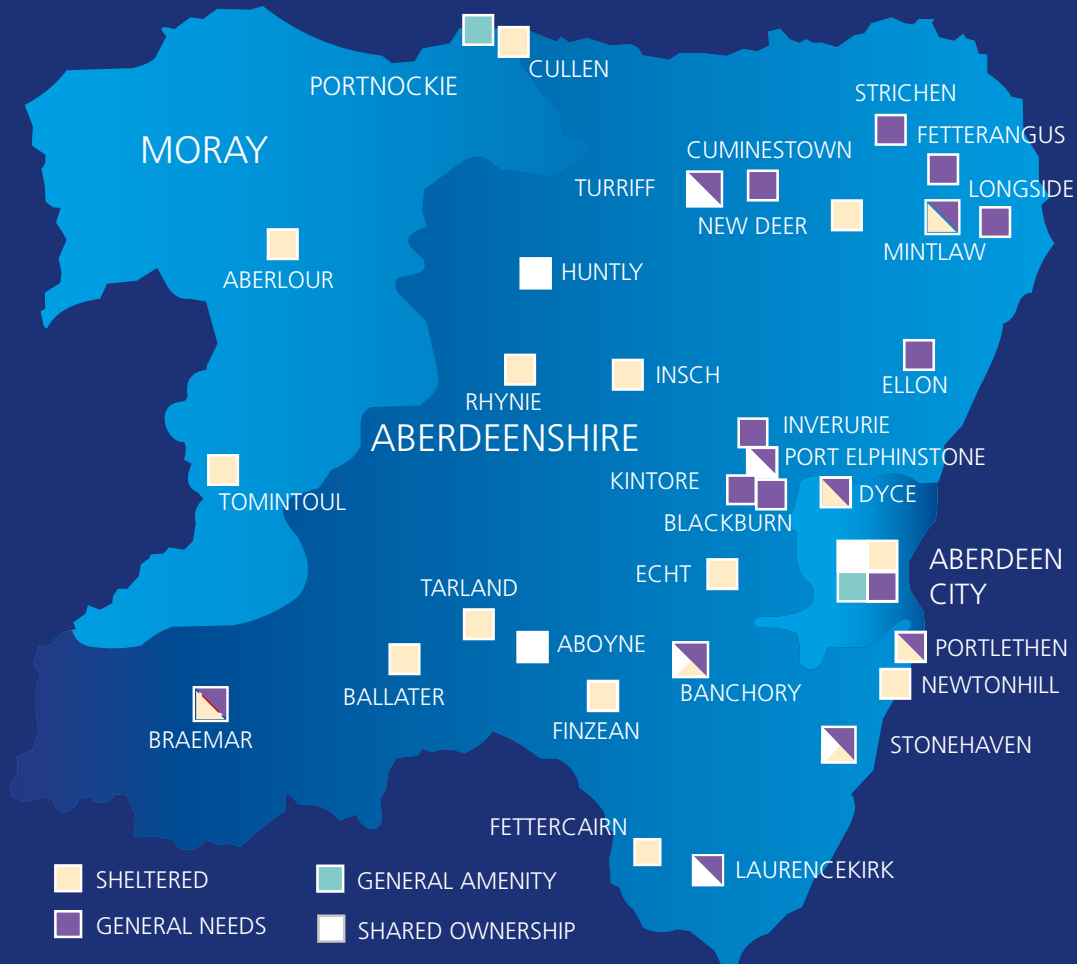 PORTNOCKIE
CULLEN
STRICHEN
MORAY
FETTERANGUS
CUMINESTOWN
TURRIFF
LONGSIDE
NEW DEER
MINTLAW
ABERLOUR
HUNTLY
INSCH
ELLON
RHYNIE
INVERURIE
ABERDEENSHIRE
PORT ELPHINSTONE
KINTORE
DYCE
TOMINTOUL
BLACKBURN
ABERDEEN
CITY
ECHT
TARLAND
ABOYNE
PORTLETHEN
BALLATER
BANCHORY
NEWTONHILL
FINZEAN
BRAEMAR
STONEHAVEN
FETTERCAIRN
LAURENCEKIRK
SHELTERED
GENERAL AMENITY
GENERAL NEEDS
SHARED OWNERSHIP